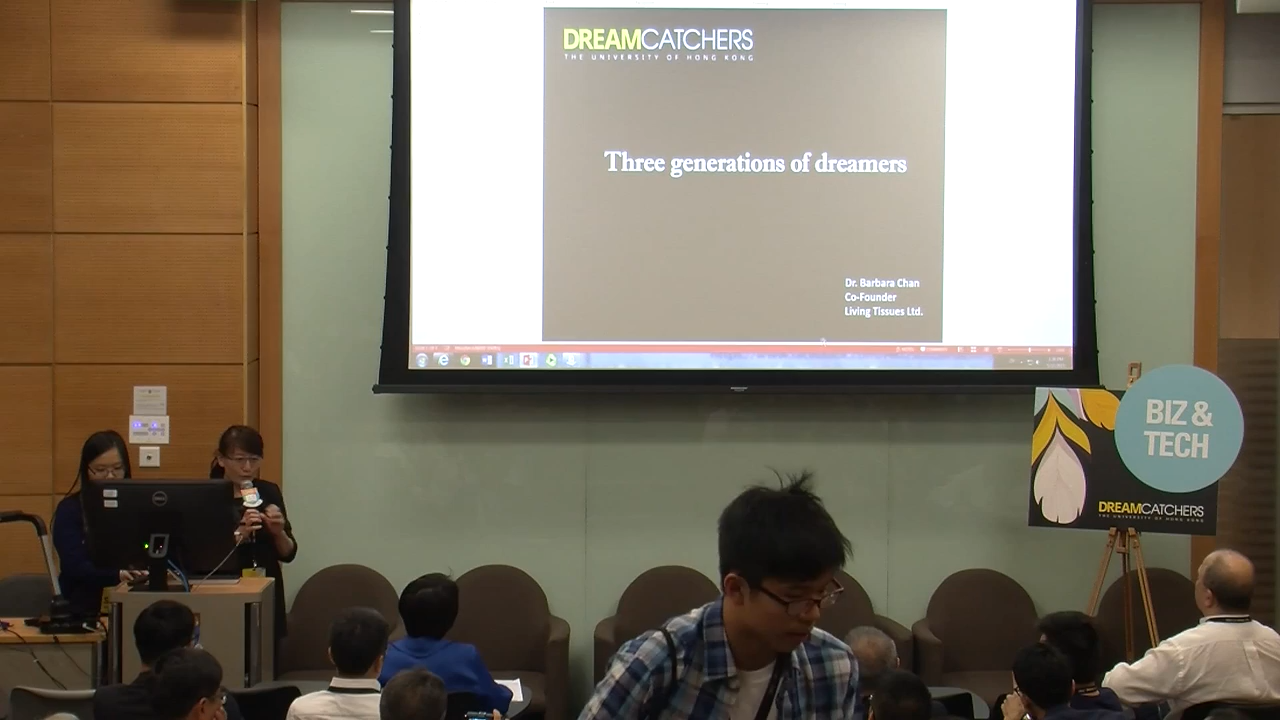 DREAMCATCHERS
THE UNIVERSITY OF HONG KONG
Three generations of dreamers
Dr. Barbara Chan
Co-Founder
Living Tissues Ltd.
BIZ &
TECH
DREAMCATCHERS
THE UNIVERSITY OF HONG KONG
DELL